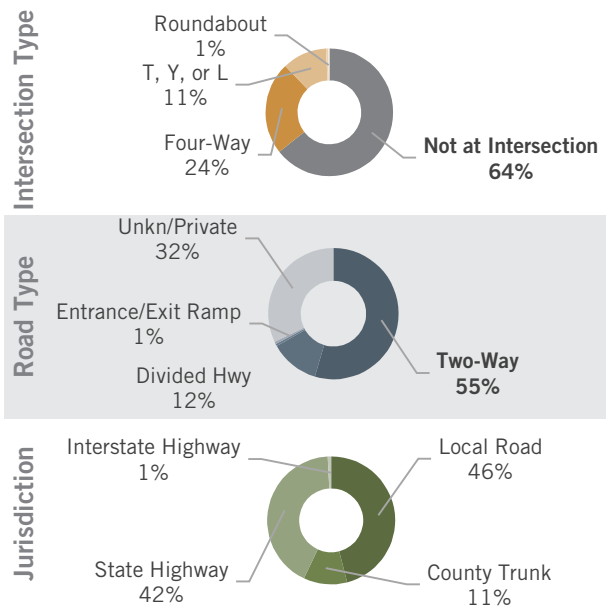 Intersection Type
Roundabout
1%
T, Y, or L
11%
Four-Way
24%
Not at Intersection
64%
Road Type
Unkn/Private
32%
Entrance/Exit Ramp
1%
Divided Hwy
12%
Two-Way
55%
Jurisdiction
Interstate Highway
1%
State Highway
42%
Local Road
46%
County Trunk
11%